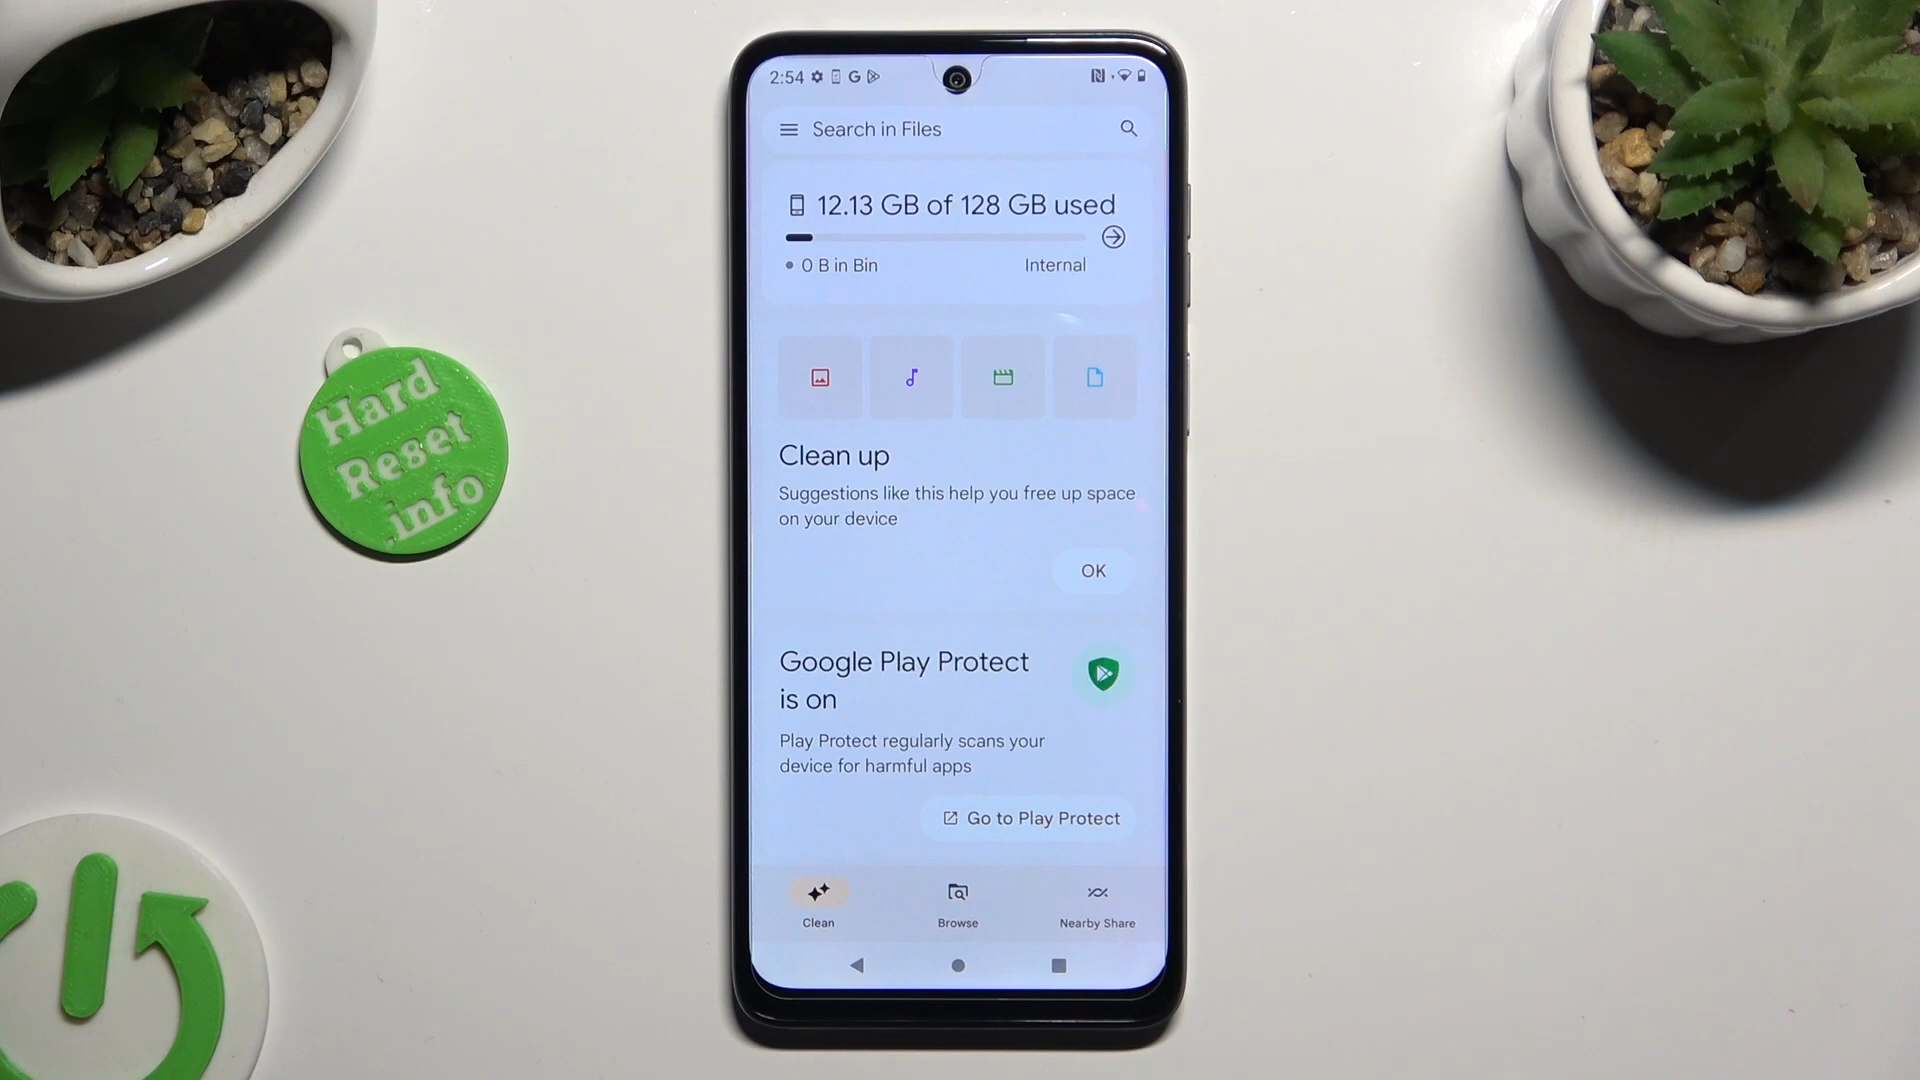 2:54
Search in Files
12.13 GB of 128 GB used
0 B in Bin
Internal
Clean up
Suggestions like this help you free up space
on your device
OK
Google Play Protect
is on
Play Protect regularly scans your
device for harmful apps
Go to Play Protect
Clean
Browse
Nearby Share
Hard
Reset
.info